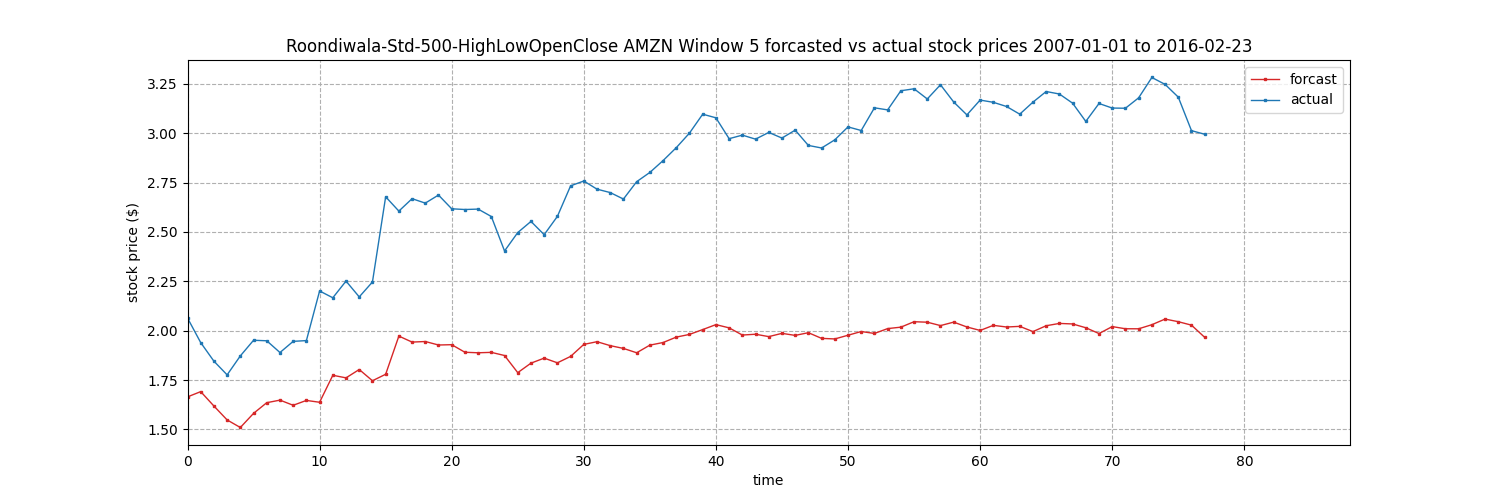 Roondiwala-Std-500-HighLowOpenClose AMZN Window 5 forcasted vs actual stock prices 2007-01-01 to 2016-02-23
forcast
actual
stock price ($)
3.25
3.00
2.75
2.50
2.25
2.00
1.75
1.50
0 10 20 30 40 50 60 70 80
time